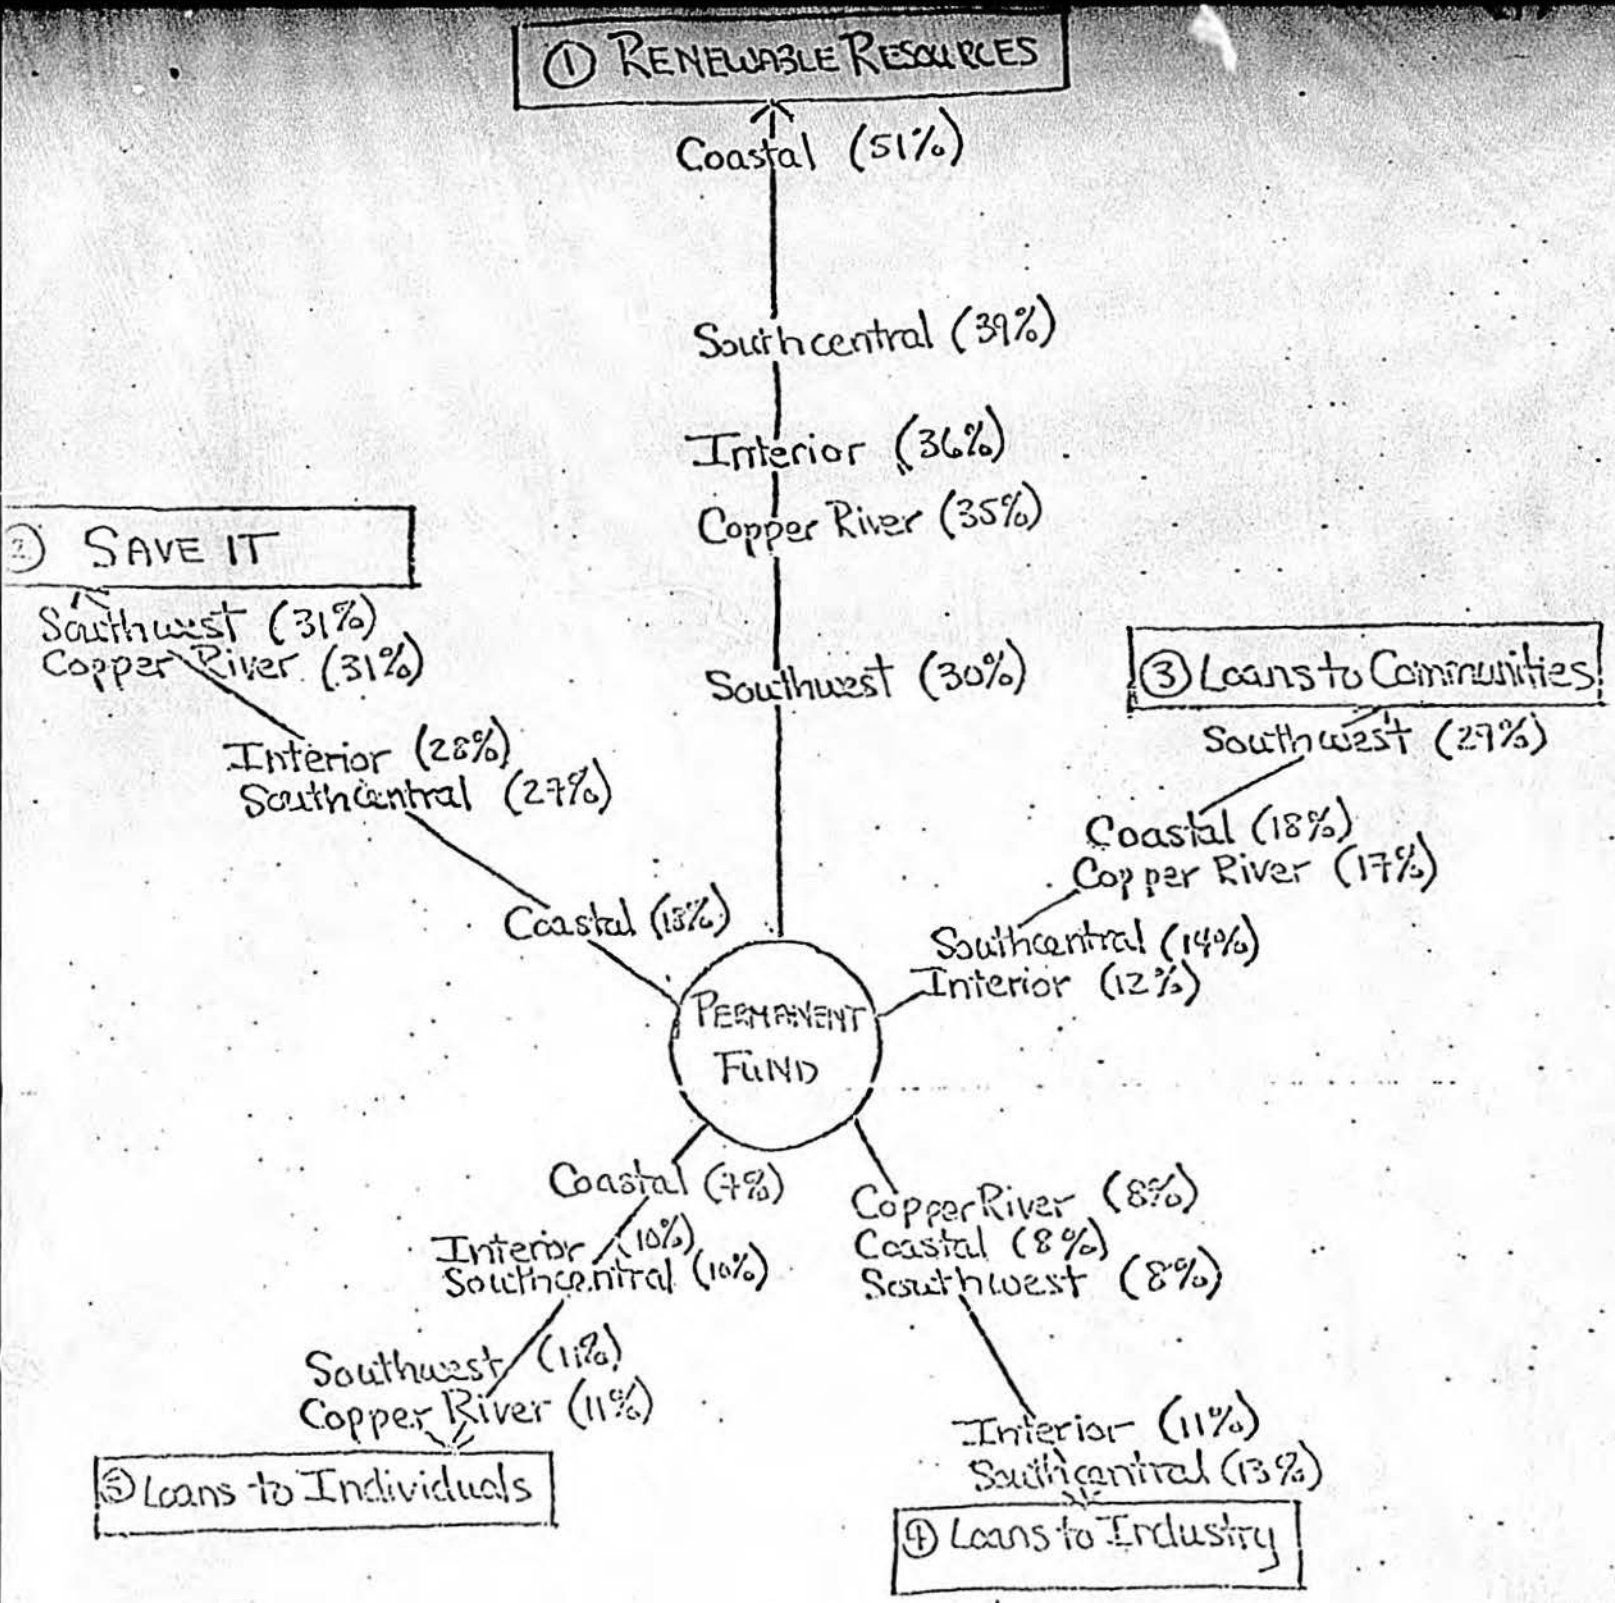 ① RENEWABLE RESOURCES
Coastal (51%)
Southcentral (39%)
Interior (36%)
Copper River (35%)
Southwest (30%)
② SAVE IT
Southwest (31%)
Copper River (31%)
Interior (28%)
Southcentral (27%)
Coastal
③ Loans to Communities
Southwest (29%)
Coastal (18%)
Copper River (17%)
Southcentral (14%)
Interior (12%)
PERMANENT
FUND
Coastal (7%)
Interior (10%)
Southcentral (10%)
Southwest (11%)
Copper River (11%)
⑤ Loans to Individuals
Copper River (8%)
Coastal (8%)
Southwest (8%)
Interior (11%)
Southcentral (13%)
④ Loans to Industry